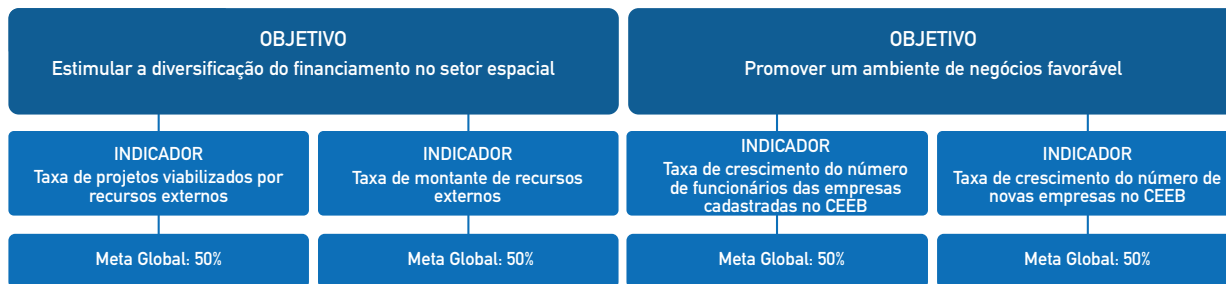 OBJETIVO
Estimular a diversificação do financiamento no setor espacial
OBJETIVO
Promover um ambiente de negócios favorável
INDICADOR
Taxa de projetos viabilizados por
recursos externos
INDICADOR
Taxa de montante de recursos
externos
INDICADOR
Taxa de crescimento do número
de funcionários das empresas
cadastradas no CEEB
INDICADOR
Taxa de crescimento do número de
novas empresas no CEEB
Meta Global: 50%
Meta Global: 50%
Meta Global: 50%
Meta Global: 50%